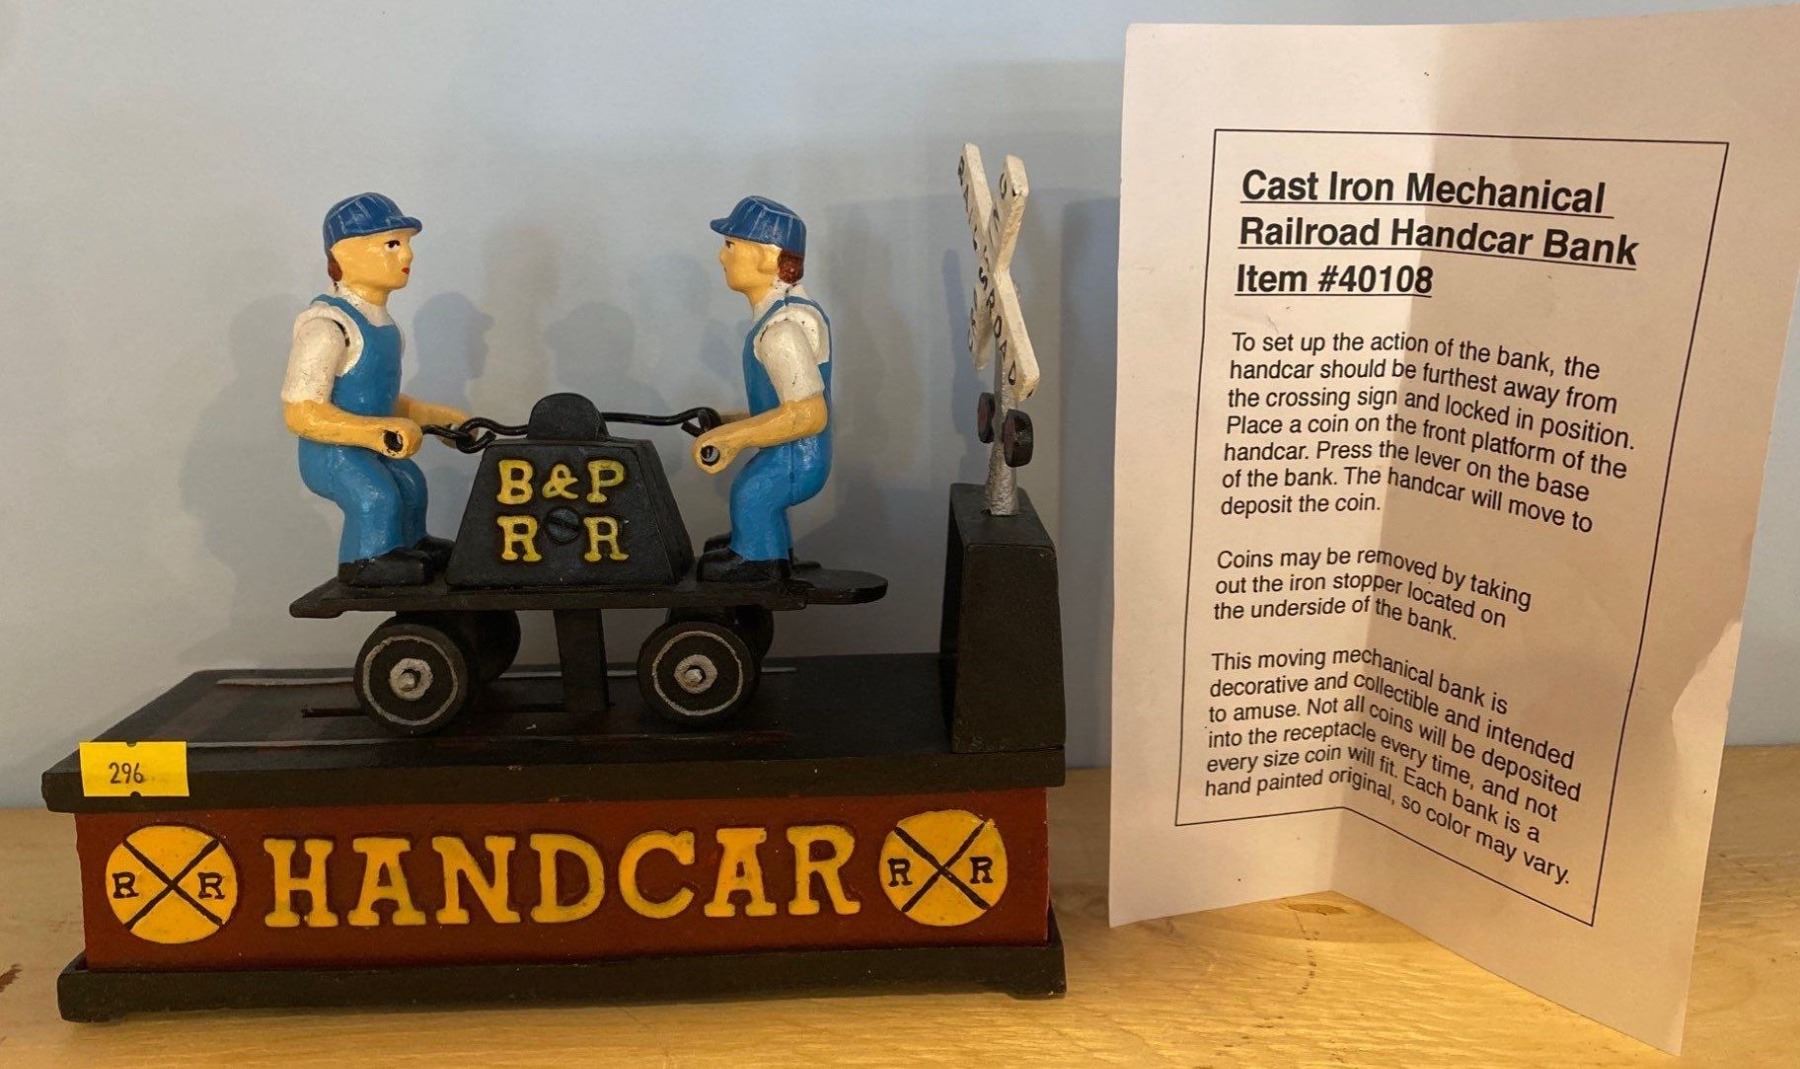 RAILROAD
CROSSING
B&P
R R
296
R R
HANDCAR
R R
Cast Iron Mechanical
Railroad Handcar Bank
Item #40108
To set up the action of the bank, the
handcar should be furthest away from
the crossing sign and locked in position.
Place a coin on the front platform of the
handcar. Press the lever on the base
of the bank. The handcar will move to
deposit the coin.
Coins may be removed by taking
out the iron stopper located on
the underside of the bank.
This moving mechanical bank is
decorative and collectible and intended
to amuse. Not all coins will be deposited
into the receptacle every time, and not
every size coin will fit. Each bank is a
hand painted original, so color may vary.